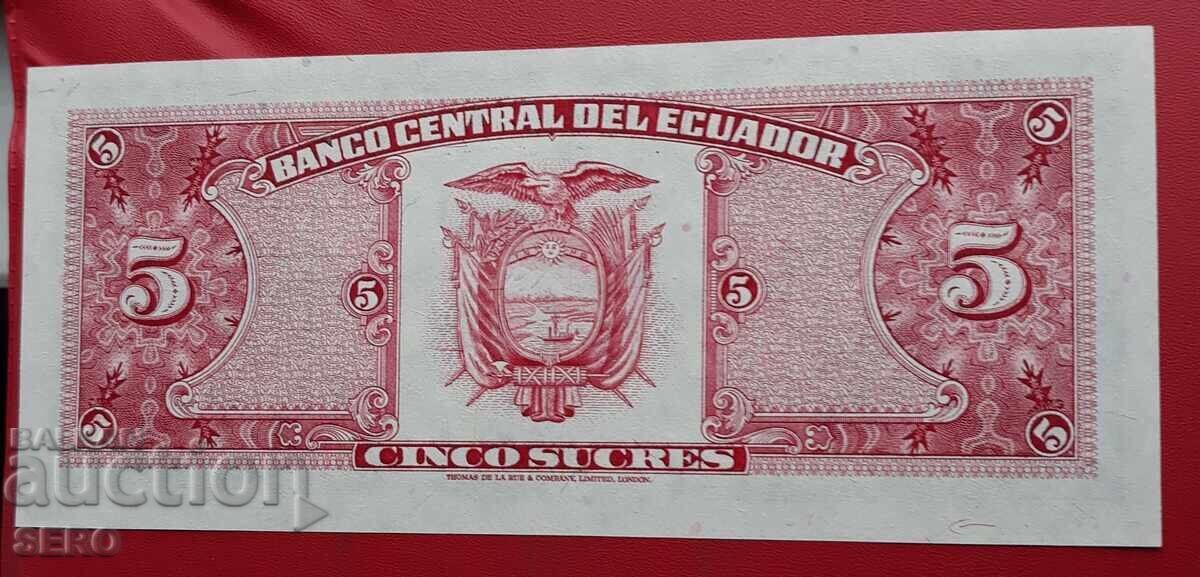 BANCO CENTRAL DEL ECUADOR
5 5
5 5
5 5
5 5
CINCO SUCRES
THOMAS DE LA RUE & COMPANY, LIMITED, LONDON.
auction
SERO